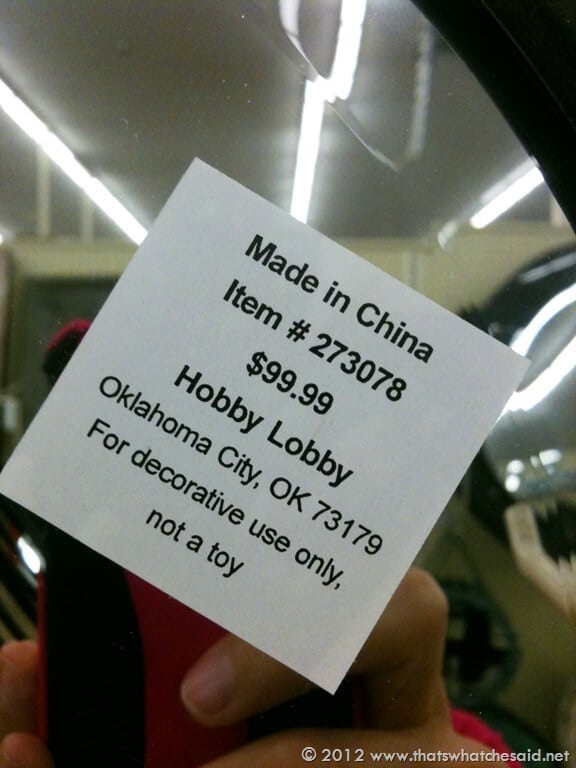 Made in China
Item # 273078
$99.99
Hobby Lobby
Oklahoma City, OK 73179
For decorative use only,
not a toy
© 2012 www.thatswhatchesaid.net